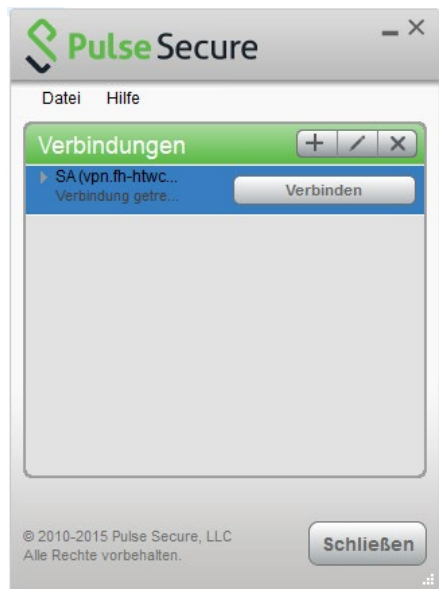 Pulse Secure
Datei Hilfe
Verbindungen
SA (vpn.fh-htwc...
Verbindung getre...
Verbinden
© 2010-2015 Pulse Secure, LLC
Alle Rechte vorbehalten.
Schließen